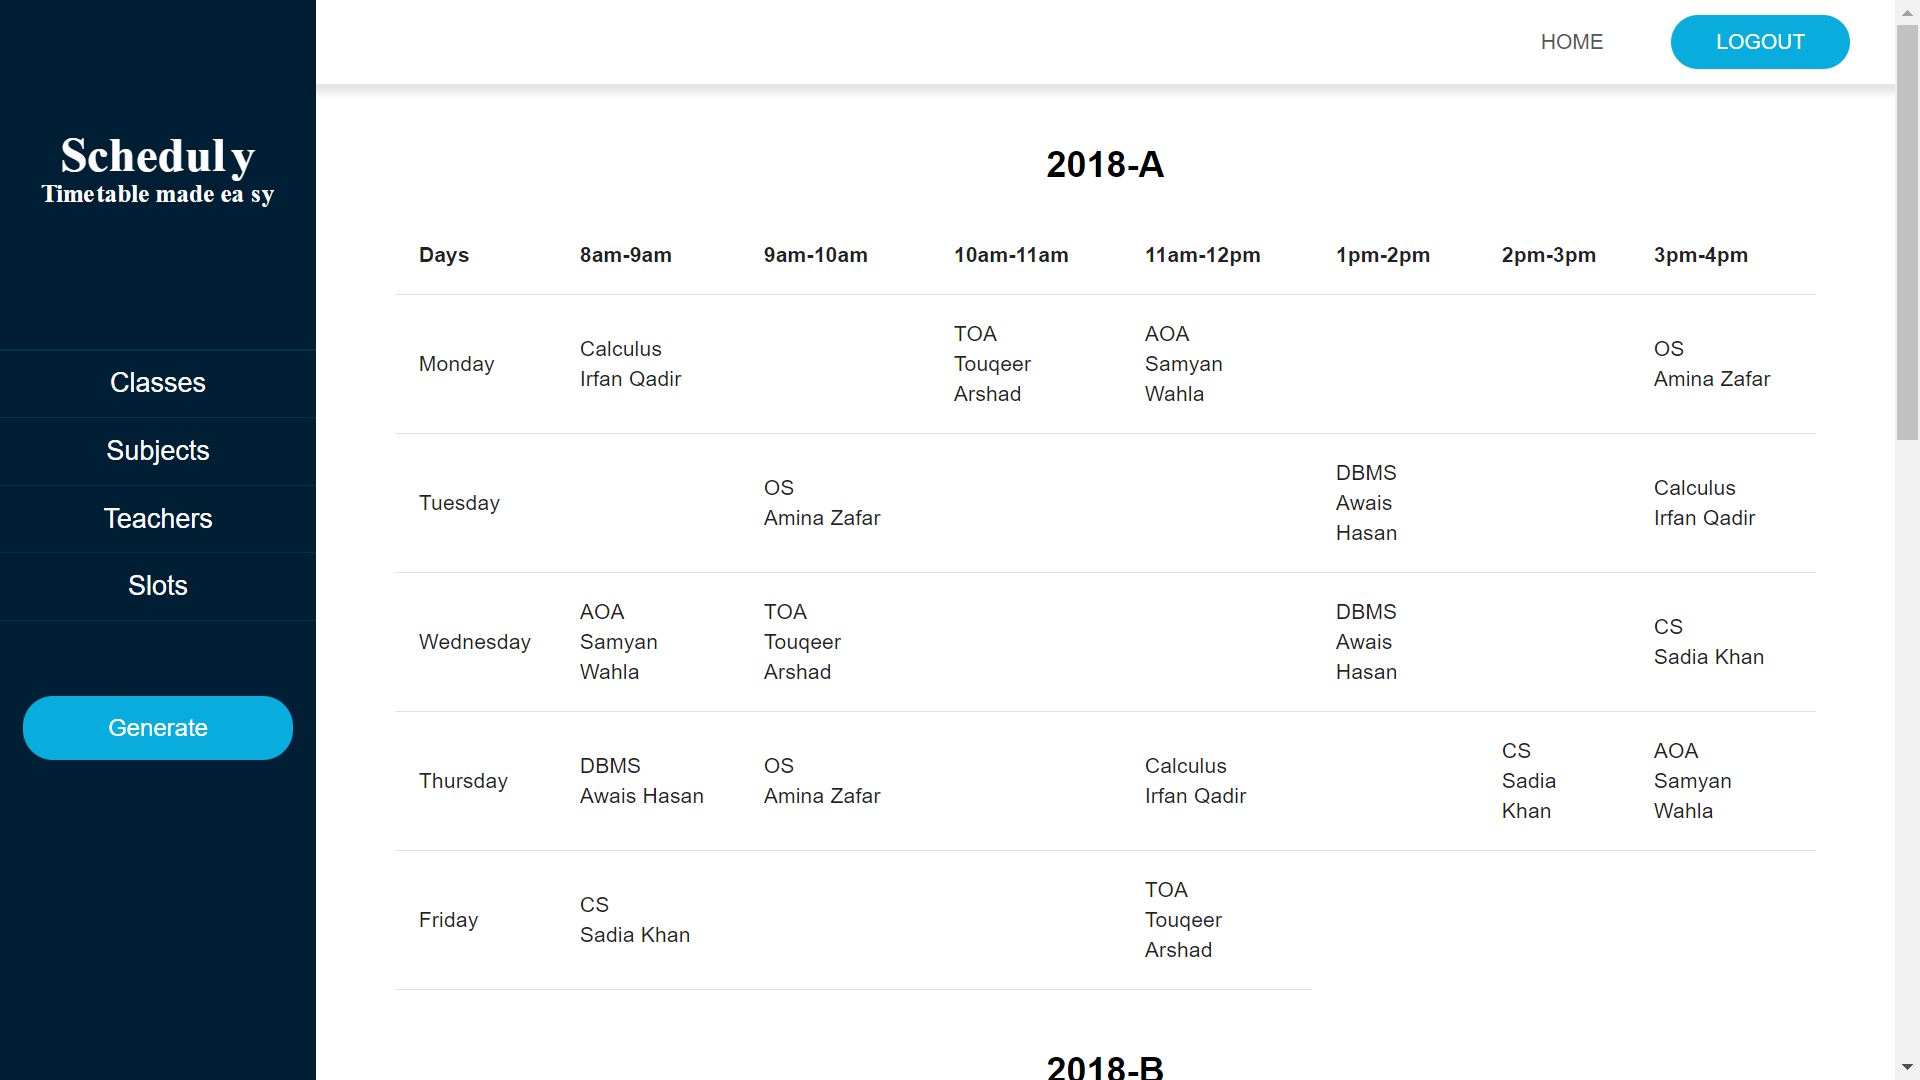 Scheduly
Timetable made ea sy
Classes
Subjects
Teachers
Slots
Generate
HOME
LOGOUT
2018-A
Days 8am-9am 9am-10am 10am-11am 11am-12pm 1pm-2pm 2pm-3pm 3pm-4pm
Monday
Calculus
Irfan Qadir
TOA
Touqeer
Arshad
AOA
Samyan
Wahla
OS
Amina Zafar
Tuesday
OS
Amina Zafar
DBMS
Awais
Hasan
Calculus
Irfan Qadir
Wednesday
AOA
Samyan
Wahla
TOA
Touqeer
Arshad
DBMS
Awais
Hasan
CS
Sadia Khan
Thursday
DBMS
Awais Hasan
OS
Amina Zafar
Calculus
Irfan Qadir
CS
Sadia
Khan
AOA
Samyan
Wahla
Friday
CS
Sadia Khan
TOA
Touqeer
Arshad
2018-B